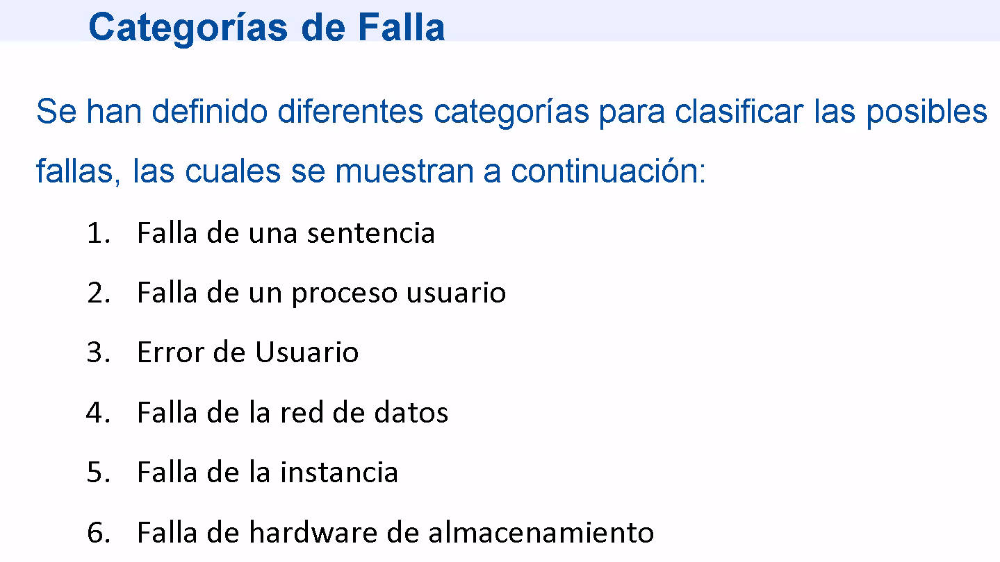 Categorías de Falla
Se han definido diferentes categorías para clasificar las posibles
fallas, las cuales se muestran a continuación:
1. Falla de una sentencia
2. Falla de un proceso usuario
3. Error de Usuario
4. Falla de la red de datos
5. Falla de la instancia
6. Falla de hardware de almacenamiento